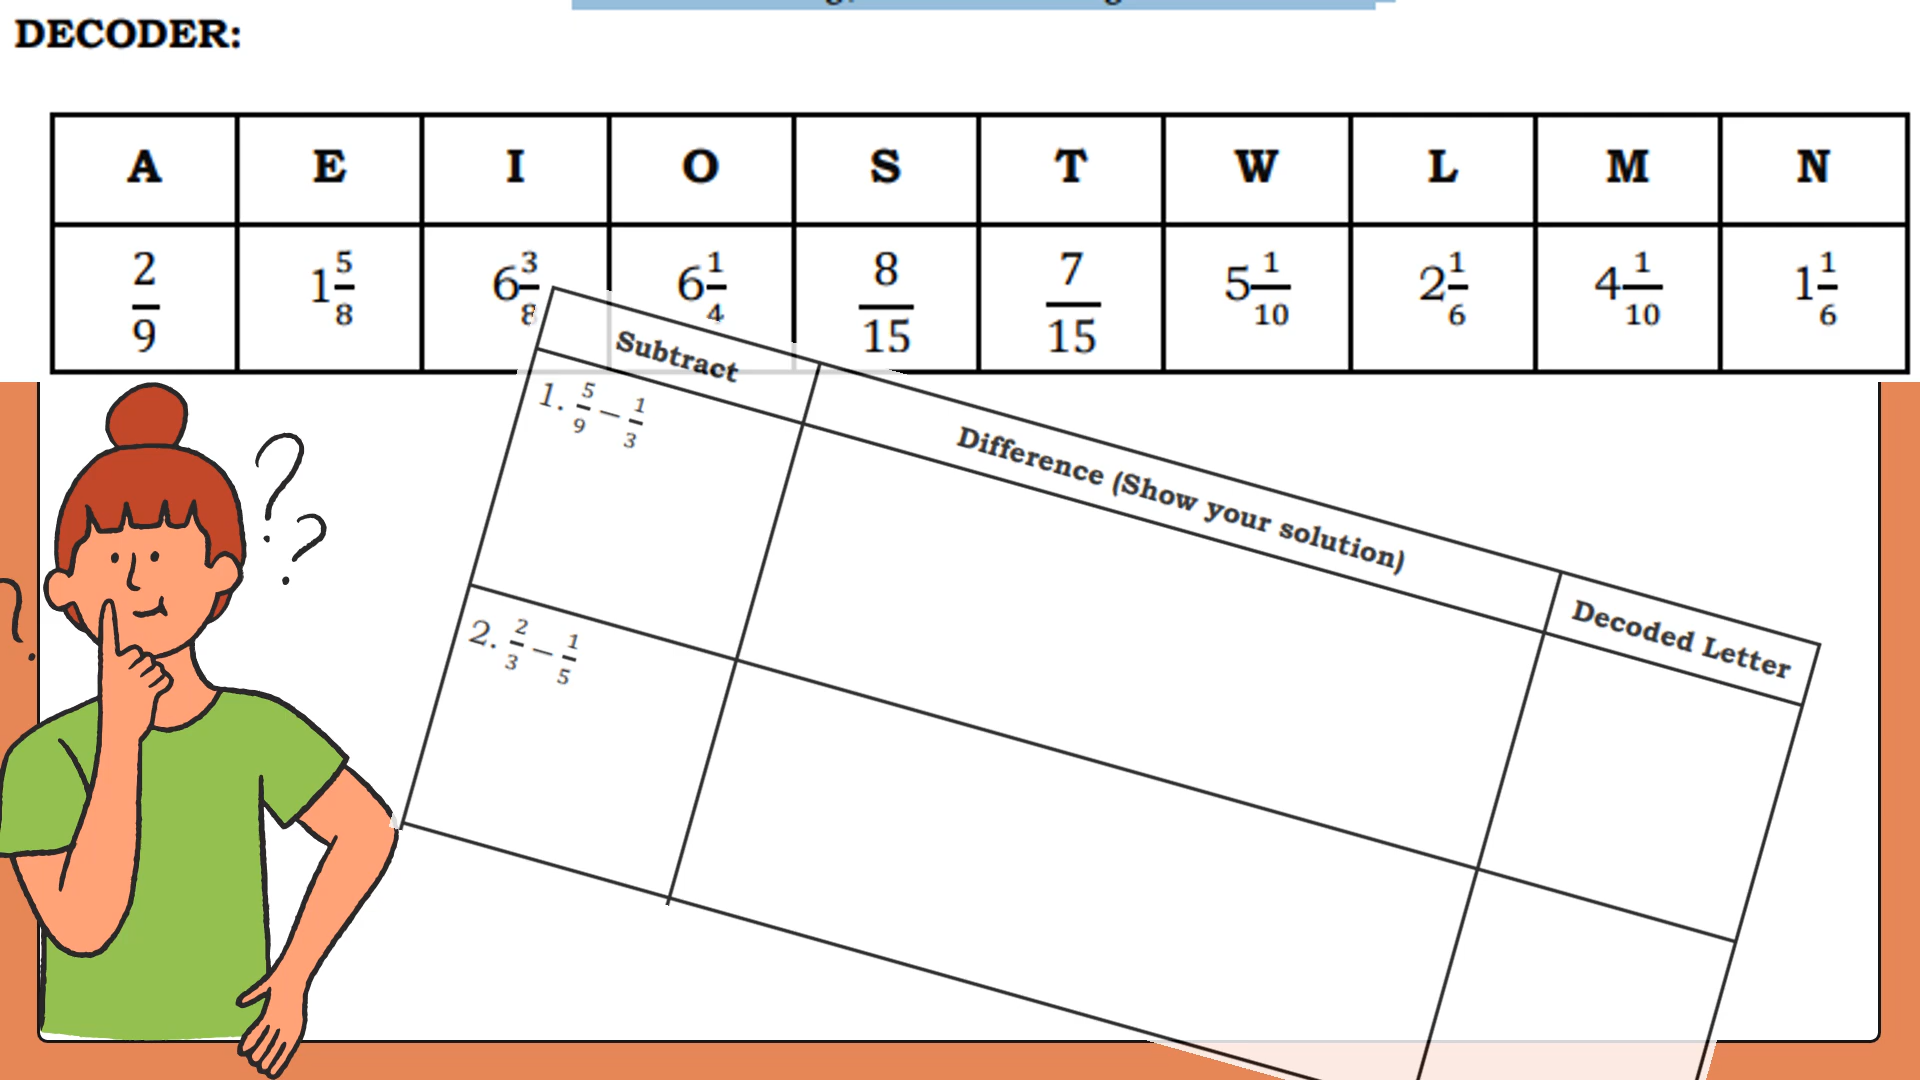 DECODER:
A E I O S T W L M N
2/9 1 5/8 6 3/8 6 1/4 8/15 7/15 5 1/10 2 1/6 4 1/10 1 1/6
Subtract Difference (Show your solution) Decoded Letter
1. 5/9 – 1/3
2. 2/3 – 1/5